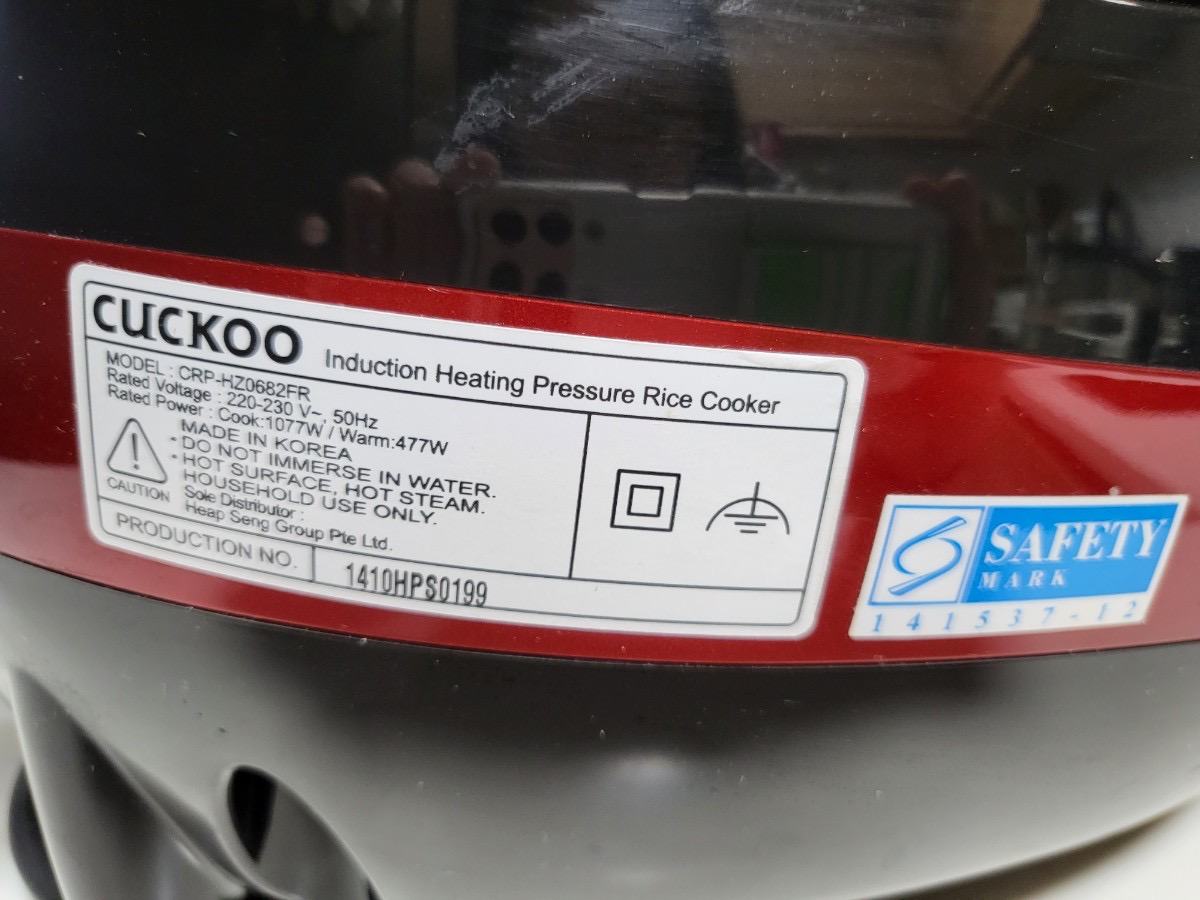 CUCKOO Induction Heating Pressure Rice Cooker
MODEL : CRP-HZ0682FR
Rated Voltage : 220-230 V~, 50Hz
Rated Power : Cook:1077W / Warm:477W
MADE IN KOREA
• DO NOT IMMERSE IN WATER.
• HOT SURFACE, HOT STEAM.
HOUSEHOLD USE ONLY.
CAUTION
Sole Distributor :
Heap Seng Group Pte Ltd.
PRODUCTION NO. 1410HPS0199
SAFETY
MARK
141537-12